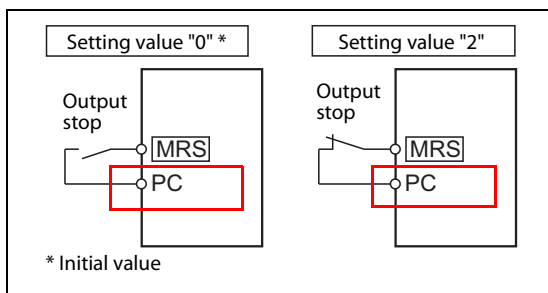 Setting value "0" *
Output
stop
MRS
PC
* Initial value
Setting value "2"
Output
stop
MRS
PC